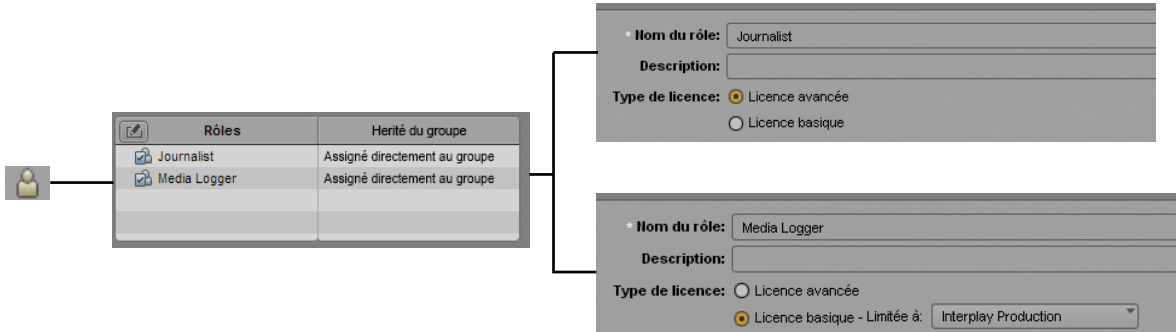 Rôles Herité du groupe
Journalist Assigné directement au groupe
Media Logger Assigné directement au groupe
* Nom du rôle: Journalist
Description:
Type de licence: Licence avancée
Licence basique
* Nom du rôle: Media Logger
Description:
Type de licence: Licence avancée
Licence basique - Limitée à: Interplay Production